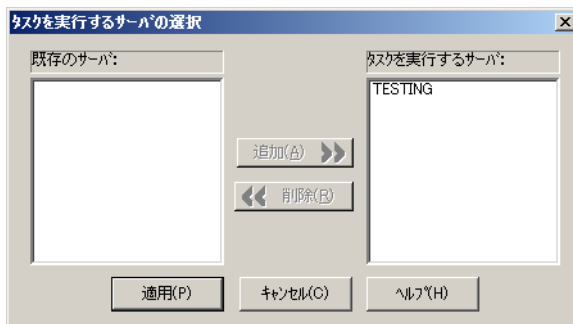 ﾀｽｸを実行するｻｰﾊﾞの選択
既存のｻｰﾊﾞ:
ﾀｽｸを実行するｻｰﾊﾞ:
TESTING
追加(A)
削除(R)
適用(P)
ｷｬﾝｾﾙ(C)
ﾍﾙﾌﾟ(H)